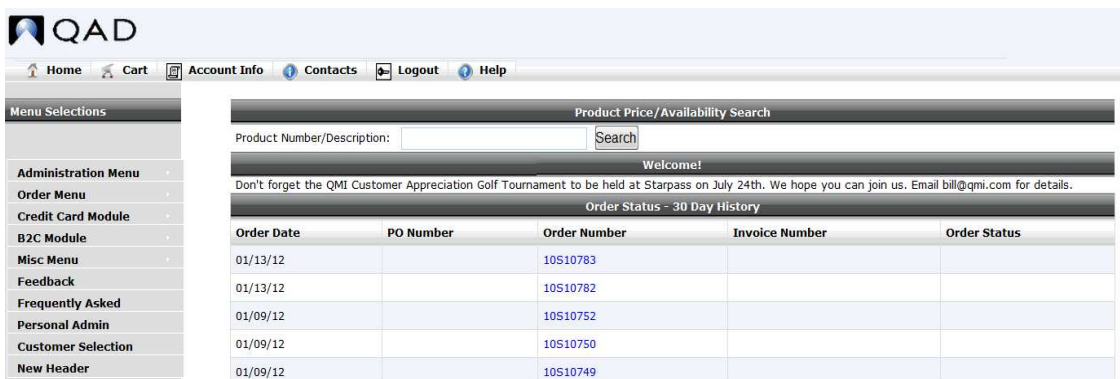 QAD
Home Cart Account Info Contacts Logout Help
Menu Selections
Administration Menu
Order Menu
Credit Card Module
B2C Module
Misc Menu
Feedback
Frequently Asked
Personal Admin
Customer Selection
New Header
Product Price/Availability Search
Product Number/Description: Search
Welcome!
Don't forget the QMI Customer Appreciation Golf Tournament to be held at Starpass on July 24th. We hope you can join us. Email bill@qmi.com for details.
Order Status - 30 Day History
Order Date PO Number Order Number Invoice Number Order Status
01/13/12 10S10783
01/13/12 10S10782
01/09/12 10S10752
01/09/12 10S10750
01/09/12 10S10749